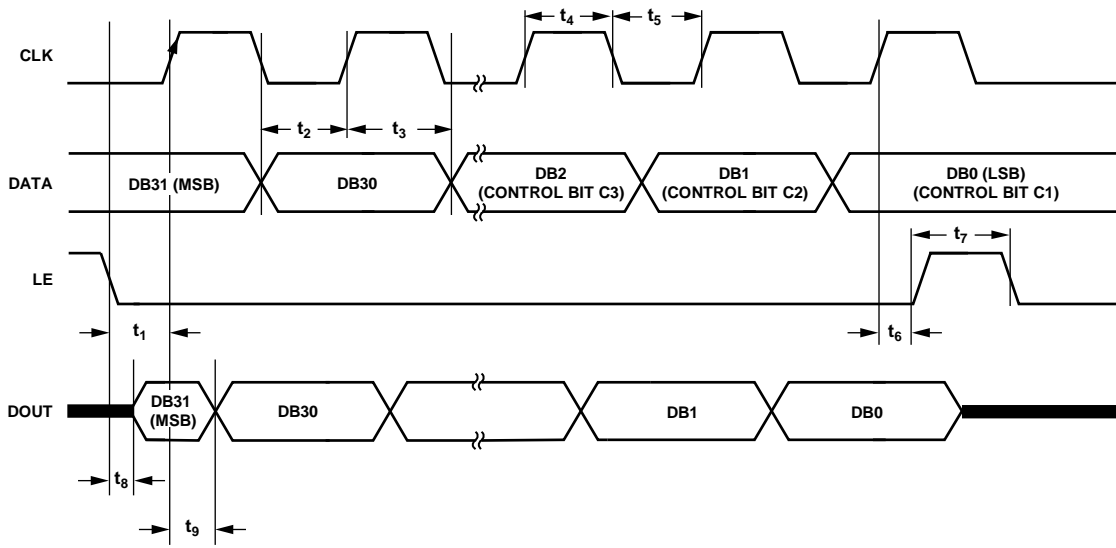 t4 t5
CLK
t2 t3
DATA
DB31 (MSB)
DB30
DB2
(CONTROL BIT C3)
DB1
(CONTROL BIT C2)
DB0 (LSB)
(CONTROL BIT C1)
t7
LE
t1
t6
DOUT
DB31
(MSB)
DB30
DB1
DB0
t8
t9